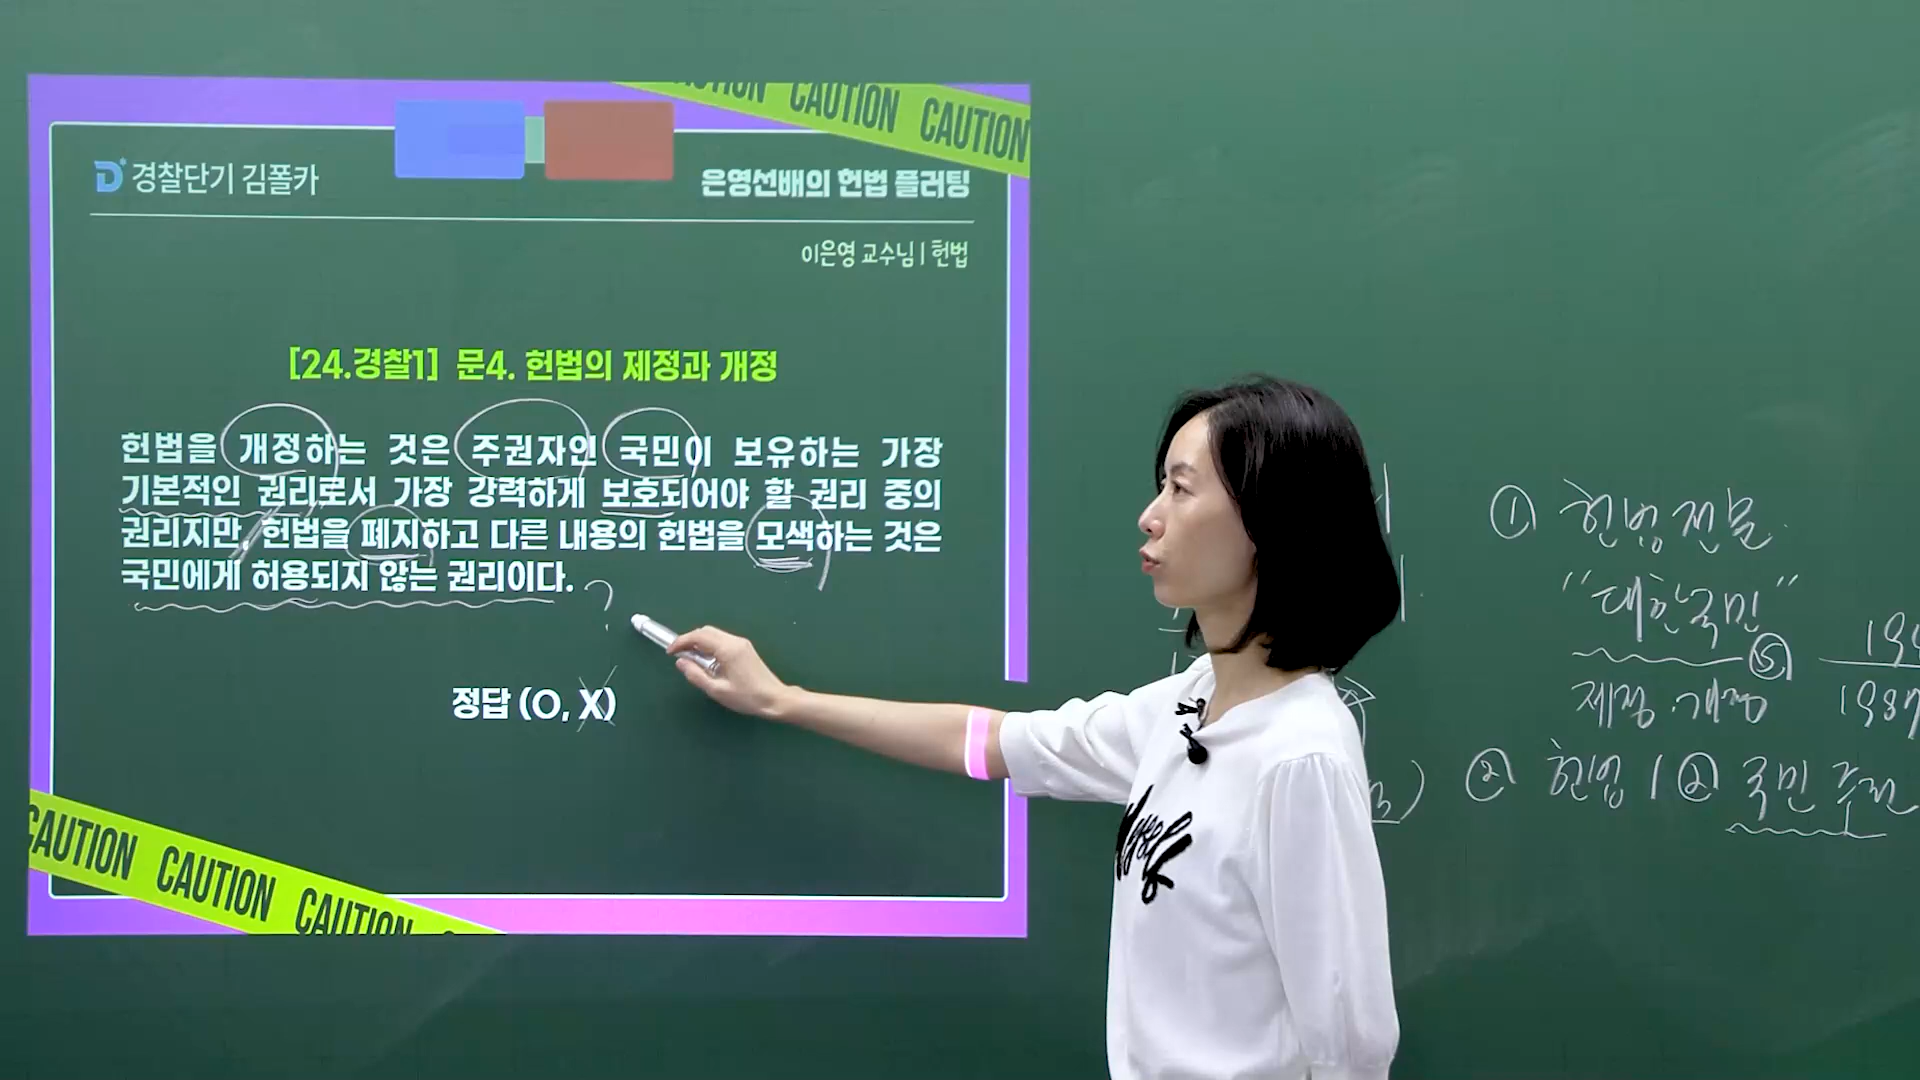 CAUTION CAUTION
경찰단기 김폴카
은영선배의 헌법 플러팅
이은영 교수님 | 헌법
[24.경찰1] 문4. 헌법의 제정과 개정
헌법을 개정하는 것은 주권자인 국민이 보유하는 가장
기본적인 권리로서 가장 강력하게 보호되어야 할 권리 중의
권리지만, 헌법을 폐지하고 다른 내용의 헌법을 모색하는 것은
국민에게 허용되지 않는 권리이다. ?
정답 (O, X)
CAUTION CAUTION CAUTION
① 헌법전문
"대한국민"
⑤
제정·개정
1987
② 헌법 1② 국민주권